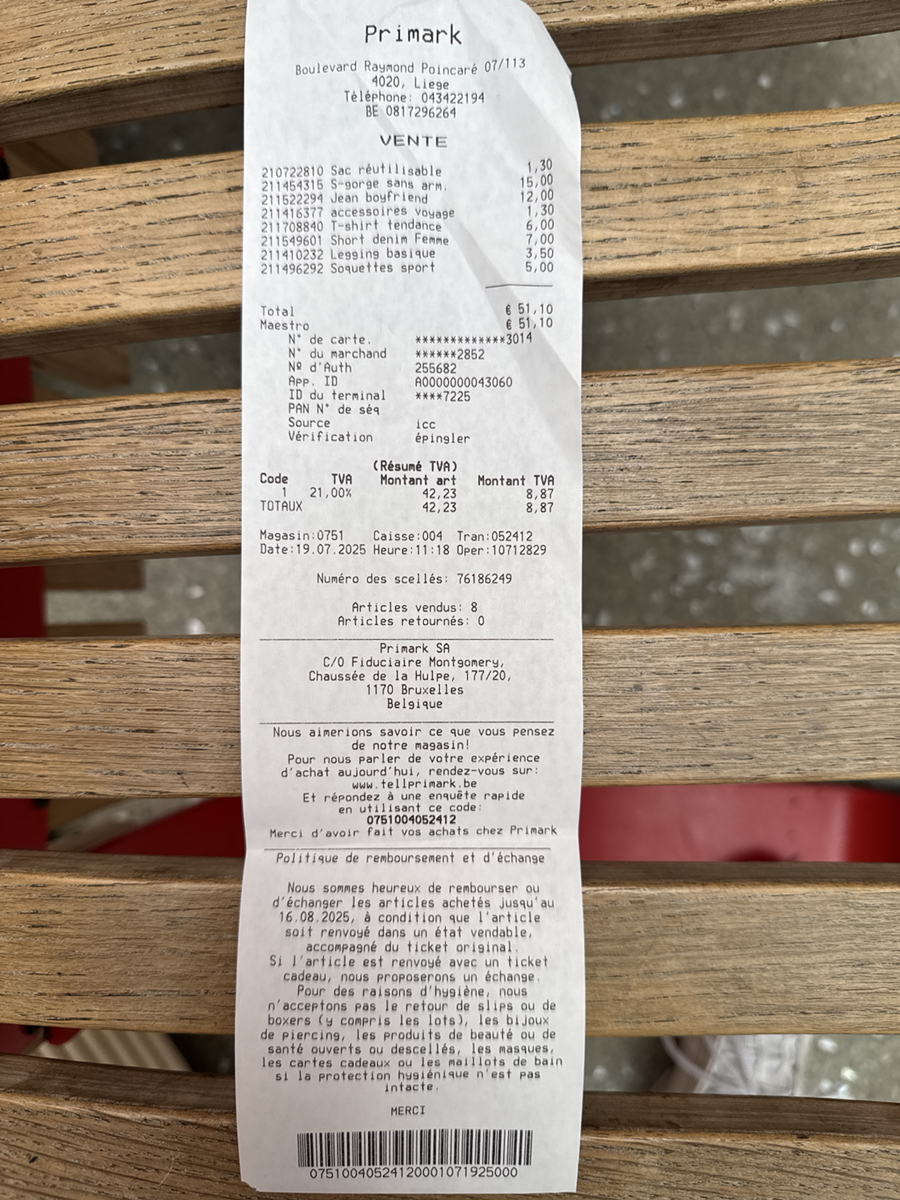 Primark
Boulevard Raymond Poincaré 07/113
4020, Liege
Téléphone: 043422194
BE 0817296264
VENTE
210722810 Sac réutilisable 1,30
211454315 S-gorge sans arm. 15,00
211522294 Jean boyfriend 12,00
211416377 accessoires voyage 1,30
211708840 T-shirt tendance 6,00
211549601 Short denim Femme 7,00
211410232 Legging basique 3,50
211496292 Soquettes sport 5,00
Total € 51,10
Maestro € 51,10
N° de carte. *************3014
N° du marchand ******2852
Nº d'Auth 255682
App. ID A0000000043060
ID du terminal ****7225
PAN N° de séq
Source icc
Vérification épingler
(Résumé TVA)
Code TVA Montant art Montant TVA
1 21,00% 42,23 8,87
TOTAUX 42,23 8,87
Magasin:0751 Caisse:004 Tran:052412
Date:19.07.2025 Heure:11:18 Oper:10712829
Numéro des scellés: 76186249
Articles vendus: 8
Articles retournés: 0
Primark SA
C/O Fiduciaire Montgomery,
Chaussée de la Hulpe, 177/20,
1170 Bruxelles
Belgique
Nous aimerions savoir ce que vous pensez
de notre magasin!
Pour nous parler de votre expérience
d'achat aujourd'hui, rendez-vous sur:
www.tellprimark.be
Et répondez à une enquête rapide
en utilisant ce code:
0751004052412
Merci d'avoir fait vos achats chez Primark
Politique de remboursement et d'échange
Nous sommes heureux de rembourser ou
d'échanger les articles achetés jusqu'au
16.08.2025, à condition que l'article
soit renvoyé dans un état vendable,
accompagné du ticket original.
Si l'article est renvoyé avec un ticket
cadeau, nous proposerons un échange.
Pour des raisons d'hygiène, nous
n'acceptons pas le retour de slips ou de
boxers (y compris les lots), les bijoux
de piercing, les produits de beauté ou de
santé ouverts ou descellés, les masques,
les cartes cadeaux ou les maillots de bain
si la protection hygiénique n'est pas
intacte.
MERCI
07510040524120001071925000